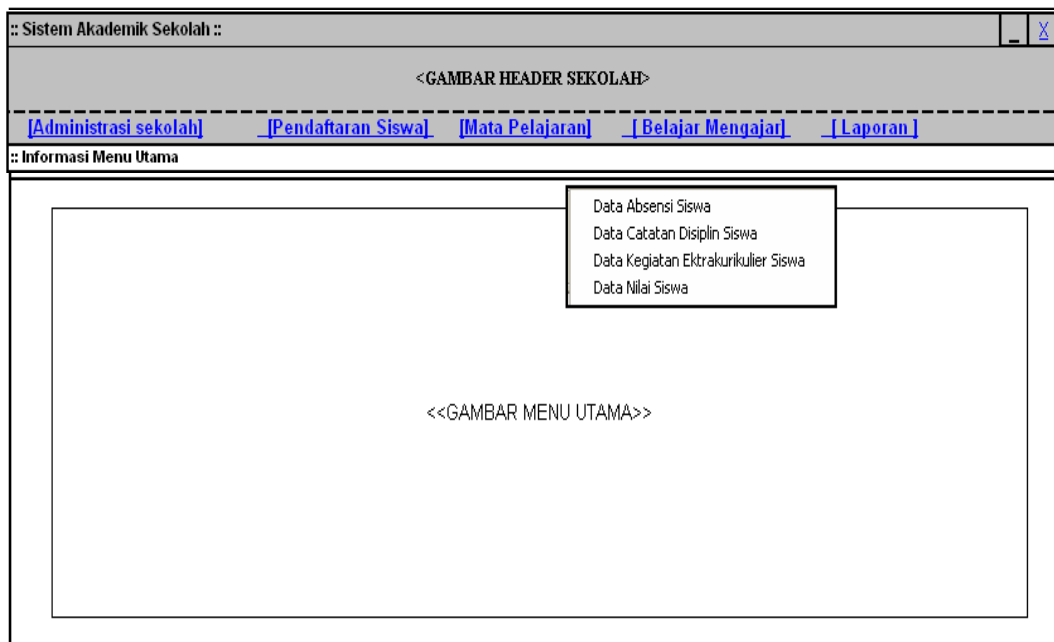 :: Sistem Akademik Sekolah :: _ X
<GAMBAR HEADER SEKOLAH>
[Administrasi sekolah] [Pendaftaran Siswa] [Mata Pelajaran] [ Belajar Mengajar] [ Laporan ]
:: Informasi Menu Utama
Data Absensi Siswa
Data Catatan Disiplin Siswa
Data Kegiatan Ektrakurikulier Siswa
Data Nilai Siswa
<<GAMBAR MENU UTAMA>>